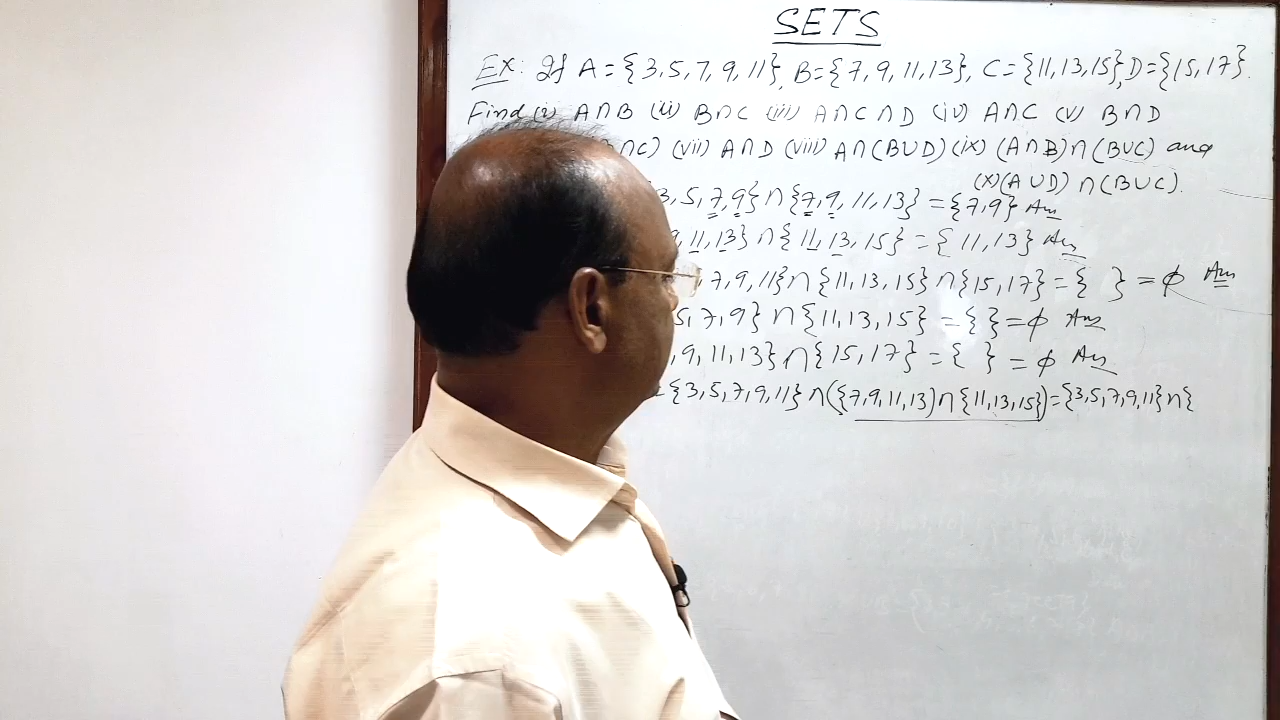 SETS
Ex: If A = {3, 5, 7, 9, 11}, B = {7, 9, 11, 13}, C = {11, 13, 15}, D = {15, 17}.
Find (i) A∩B (ii) B∩C (iii) A∩C∩D (iv) A∩C (v) B∩D
∩C) (vii) A∩D (viii) A∩(B∪D) (ix) (A∩B)∩(B∪C) and
(x) (A∪D)∩(B∪C).
3, 5, 7, 9} ∩ {7, 9, 11, 13} = {7, 9} Ans
9, 11, 13} ∩ {11, 13, 15} = {11, 13} Ans
, 7, 9, 11} ∩ {11, 13, 15} ∩ {15, 17} = { } = φ Ans
5, 7, 9} ∩ {11, 13, 15} = { } = φ Ans
, 9, 11, 13} ∩ {15, 17} = { } = φ Ans
= {3, 5, 7, 9, 11} ∩ ({7, 9, 11, 13) ∩ {11, 13, 15}) = {3, 5, 7, 9, 11} ∩ {